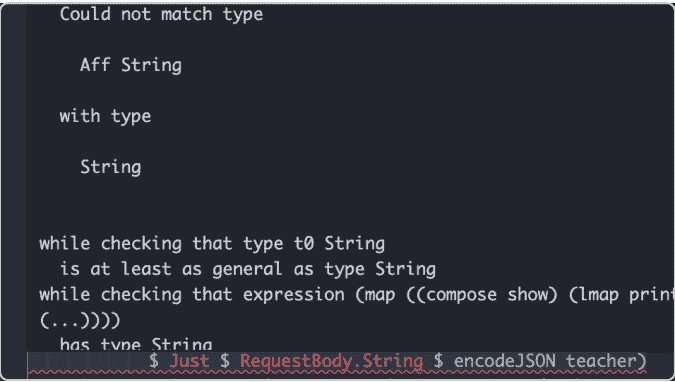 Could not match type
Aff String
with type
String
while checking that type t0 String
is at least as general as type String
while checking that expression (map ((compose show) (lmap prin
(...))))
has type String
$ Just $ RequestBody.String $ encodeJSON teacher)